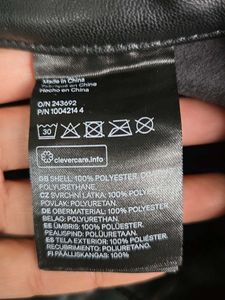 Made in China
Fabriqué en Chine
Hecho en China
O/N 243692
P/N 1004214 4
30
clevercare.info
GB SHELL: 100% POLYESTER. COATING: 100%
POLYURETHANE.
CZ SVRCHNÍ LÁTKA: 100% POLYESTER.
POVLAK: POLYURETAN.
DE OBERMATERIAL: 100% POLYESTER.
BELAG: POLYURETHAN.
EE ÜMBRIS: 100% POLÜESTER.
PEALISPIND: POLÜURETAAN.
ES TELA EXTERIOR: 100% POLIÉSTER.
RECUBRIMIENTO: POLIURETANO.
FI PÄÄLLISKANGAS: 100%